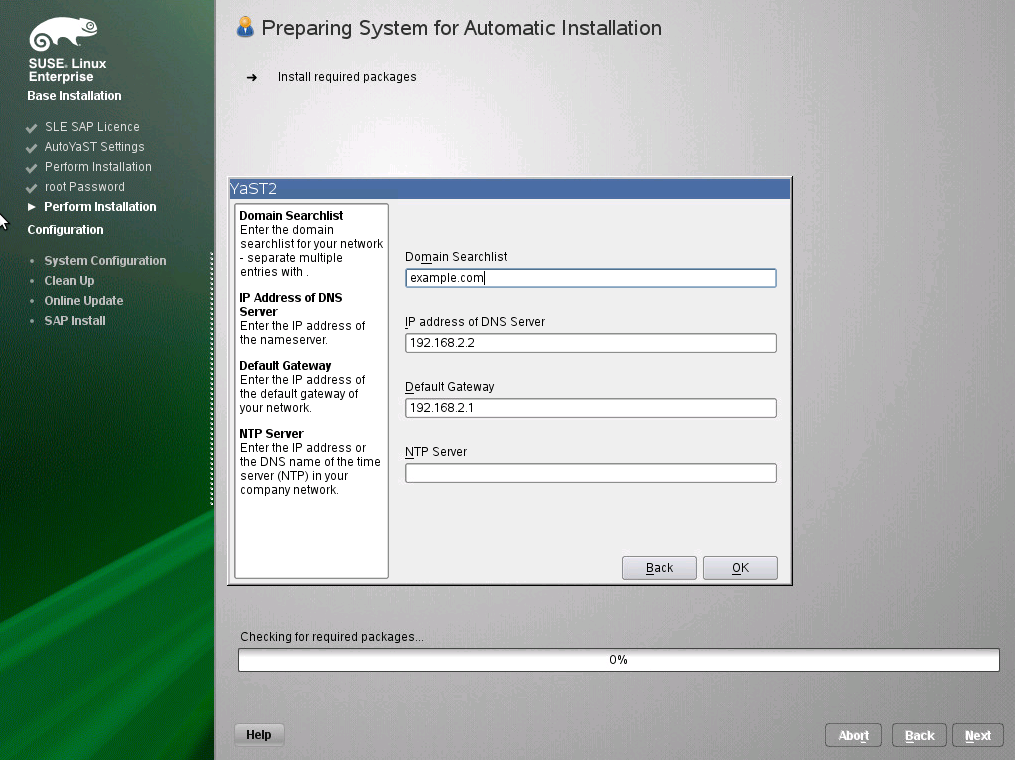 SUSE. Linux
Enterprise
Base Installation
SLE SAP Licence
AutoYaST Settings
Perform Installation
root Password
Perform Installation
Configuration
System Configuration
Clean Up
Online Update
SAP Install
Preparing System for Automatic Installation
Install required packages
YaST2
Domain Searchlist
Enter the domain
searchlist for your network
- separate multiple
entries with .
IP Address of DNS
Server
Enter the IP address of
the nameserver.
Default Gateway
Enter the IP address of
the default gateway of
your network.
NTP Server
Enter the IP address or
the DNS name of the time
server (NTP) in your
company network.
Domain Searchlist
example.com
IP address of DNS Server
192.168.2.2
Default Gateway
192.168.2.1
NTP Server
Back OK
Checking for required packages...
0%
Help Abort Back Next